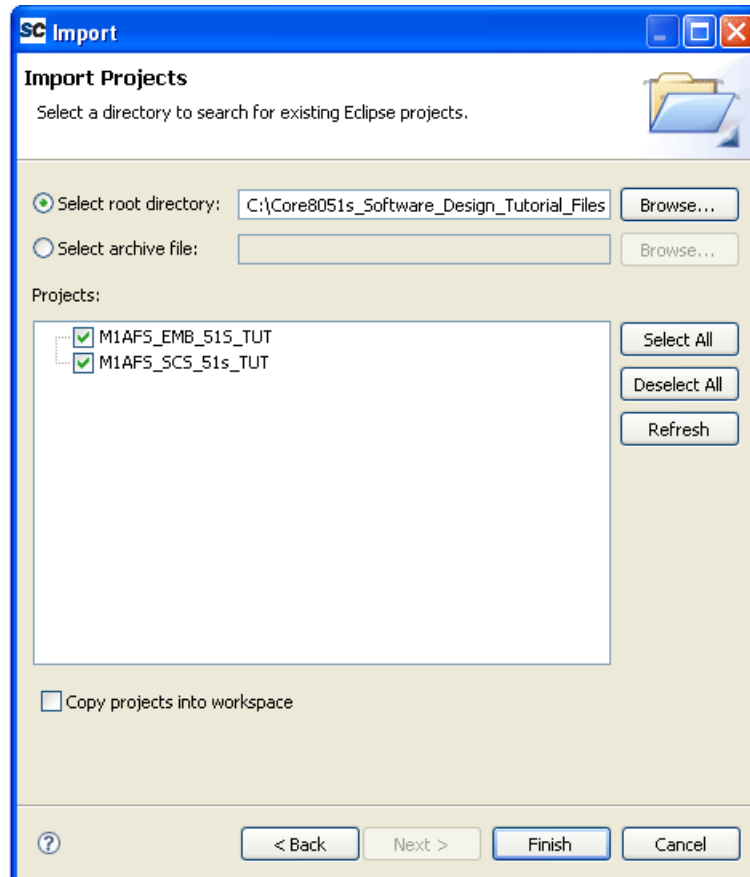 SC Import
Import Projects
Select a directory to search for existing Eclipse projects.
Select root directory: C:\Core8051s_Software_Design_Tutorial_Files Browse...
Select archive file: Browse...
Projects:
M1AFS_EMB_51S_TUT
M1AFS_SCS_51s_TUT
Select All
Deselect All
Refresh
Copy projects into workspace
? < Back Next > Finish Cancel